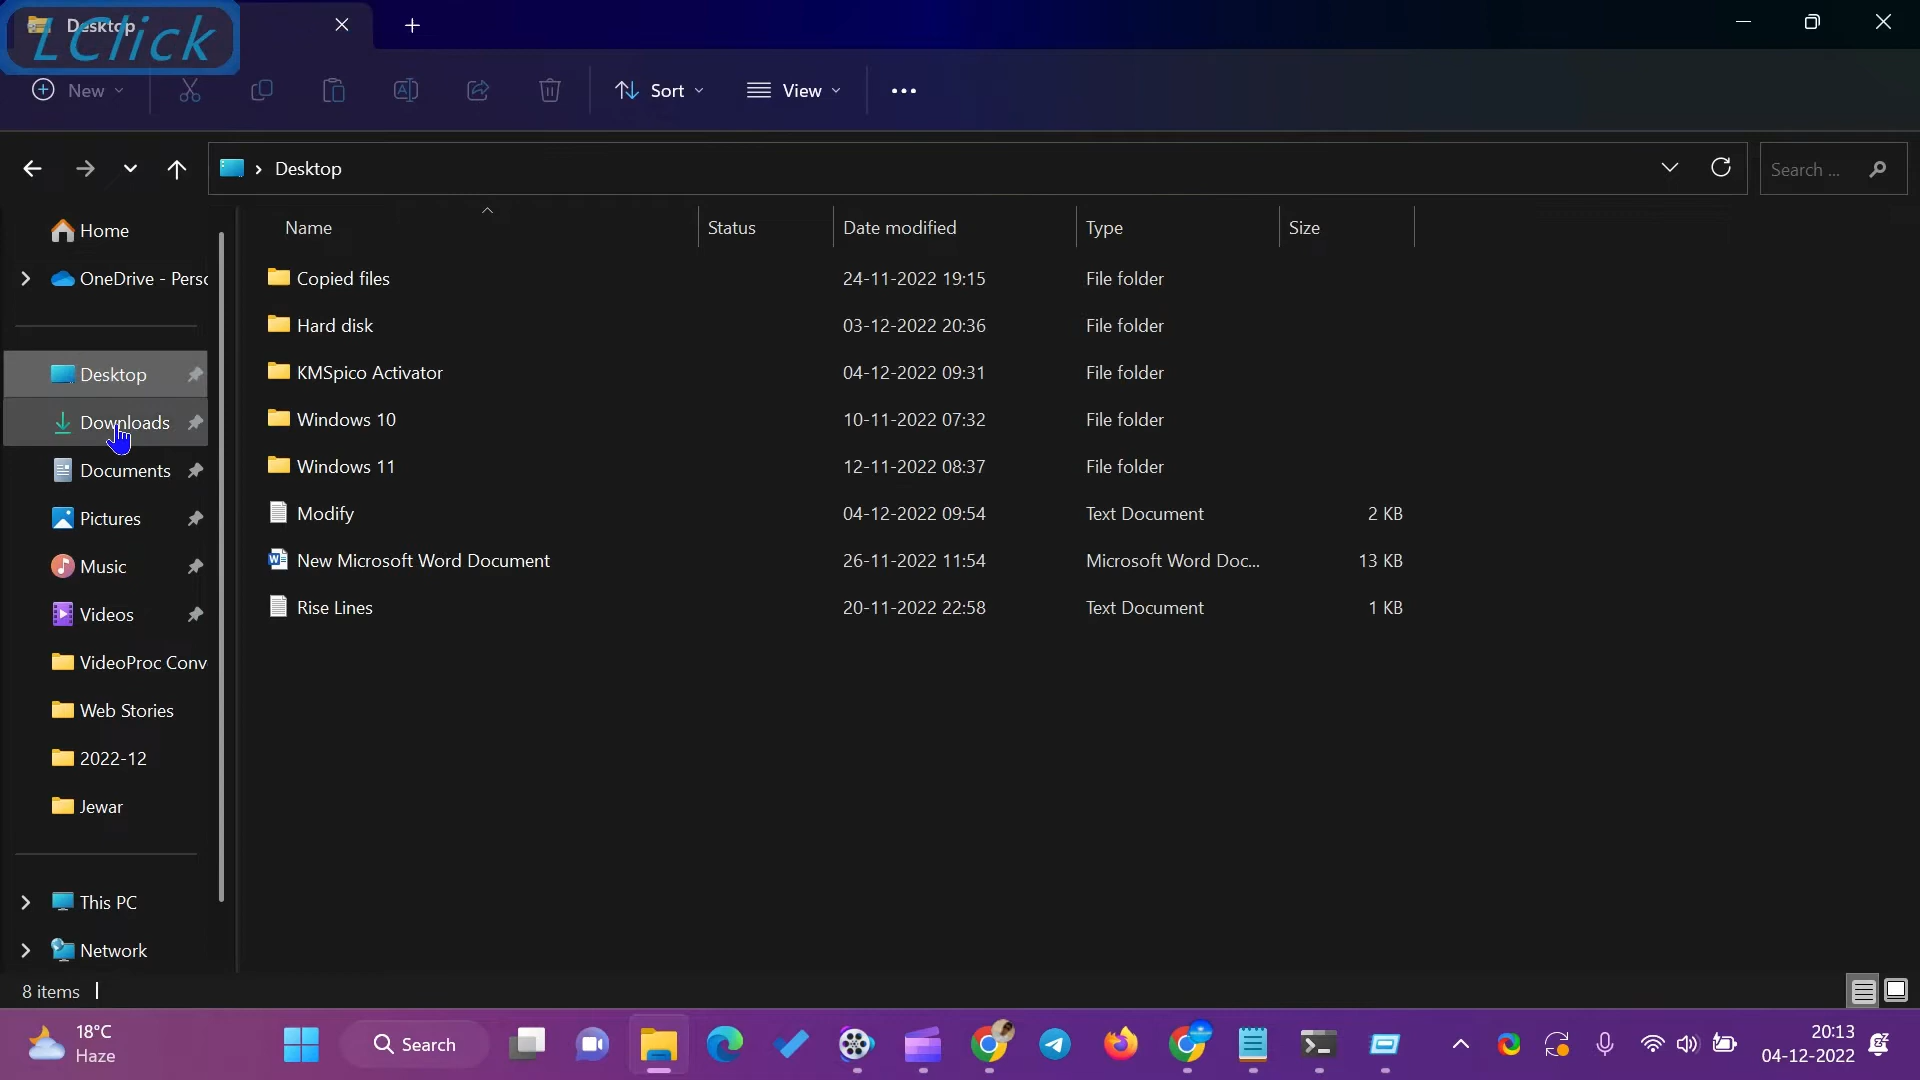 Desktop
LClick
New
Sort
View
Desktop
Search ...
Name Status Date modified Type Size
Home
OneDrive - Perso
Desktop
Downloads
Documents
Pictures
Music
Videos
VideoProc Conv
Web Stories
2022-12
Jewar
This PC
Network
Copied files 24-11-2022 19:15 File folder
Hard disk 03-12-2022 20:36 File folder
KMSpico Activator 04-12-2022 09:31 File folder
Windows 10 10-11-2022 07:32 File folder
Windows 11 12-11-2022 08:37 File folder
Modify 04-12-2022 09:54 Text Document 2 KB
New Microsoft Word Document 26-11-2022 11:54 Microsoft Word Doc... 13 KB
Rise Lines 20-11-2022 22:58 Text Document 1 KB
8 items
18°C
Haze
Search
20:13
04-12-2022